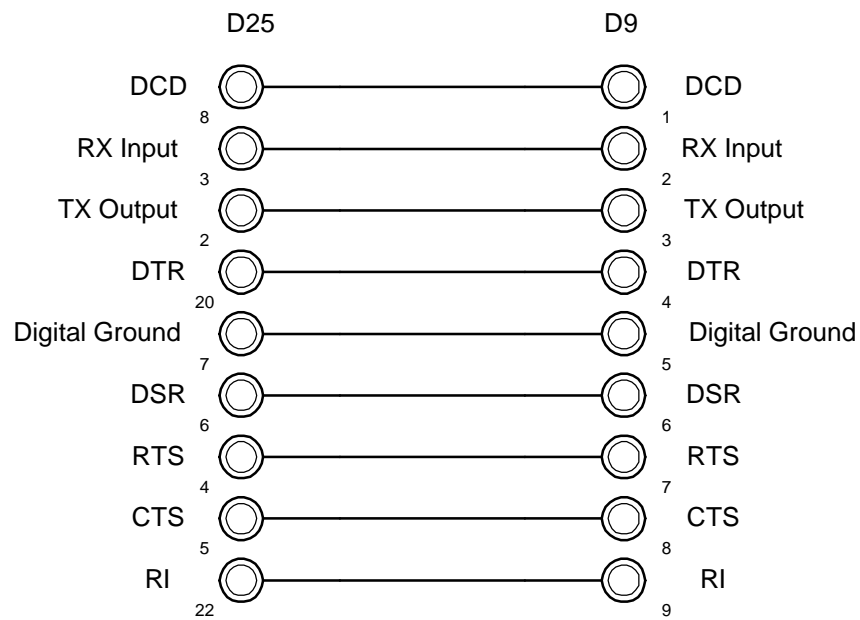 D25 D9
DCD DCD
8 1
RX Input RX Input
3 2
TX Output TX Output
2 3
DTR DTR
20 4
Digital Ground Digital Ground
7 5
DSR DSR
6 6
RTS RTS
4 7
CTS CTS
5 8
RI RI
22 9